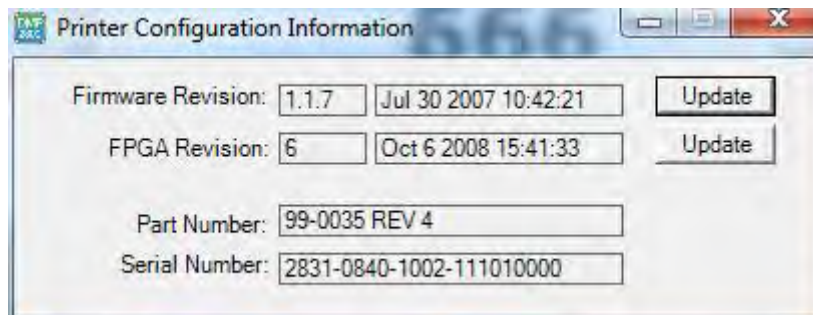 Printer Configuration Information
666
Firmware Revision: 1.1.7 Jul 30 2007 10:42:21 Update
FPGA Revision: 6 Oct 6 2008 15:41:33 Update
Part Number: 99-0035 REV 4
Serial Number: 2831-0840-1002-111010000